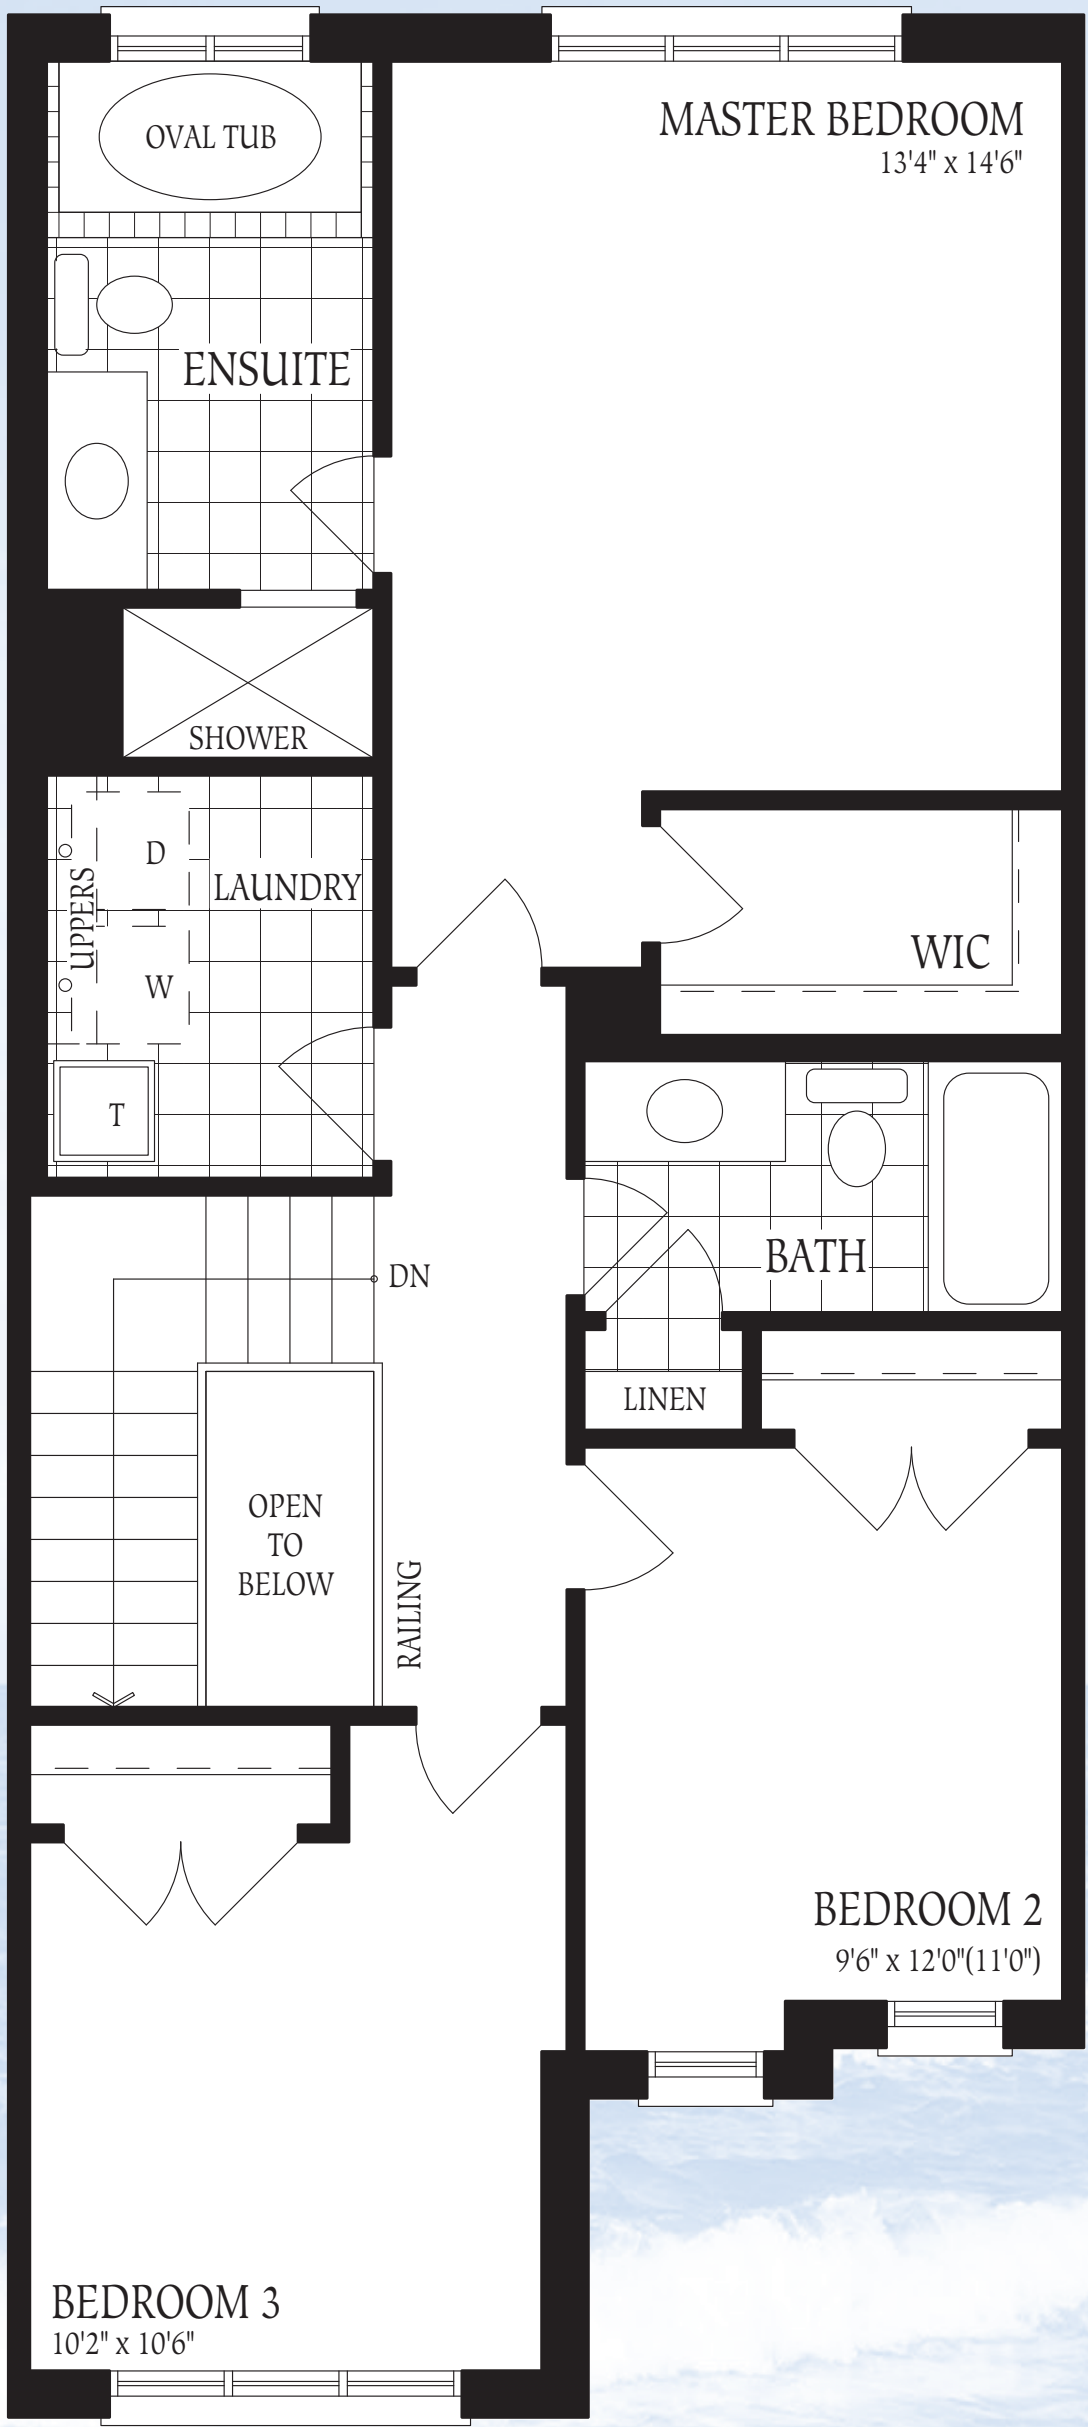 OVAL TUB
MASTER BEDROOM
13'4" x 14'6"
ENSUITE
SHOWER
D
UPPERS
LAUNDRY
W
WIC
T
BATH
DN
LINEN
OPEN
TO
BELOW
RAILING
BEDROOM 2
9'6" x 12'0"(11'0")
BEDROOM 3
10'2" x 10'6"